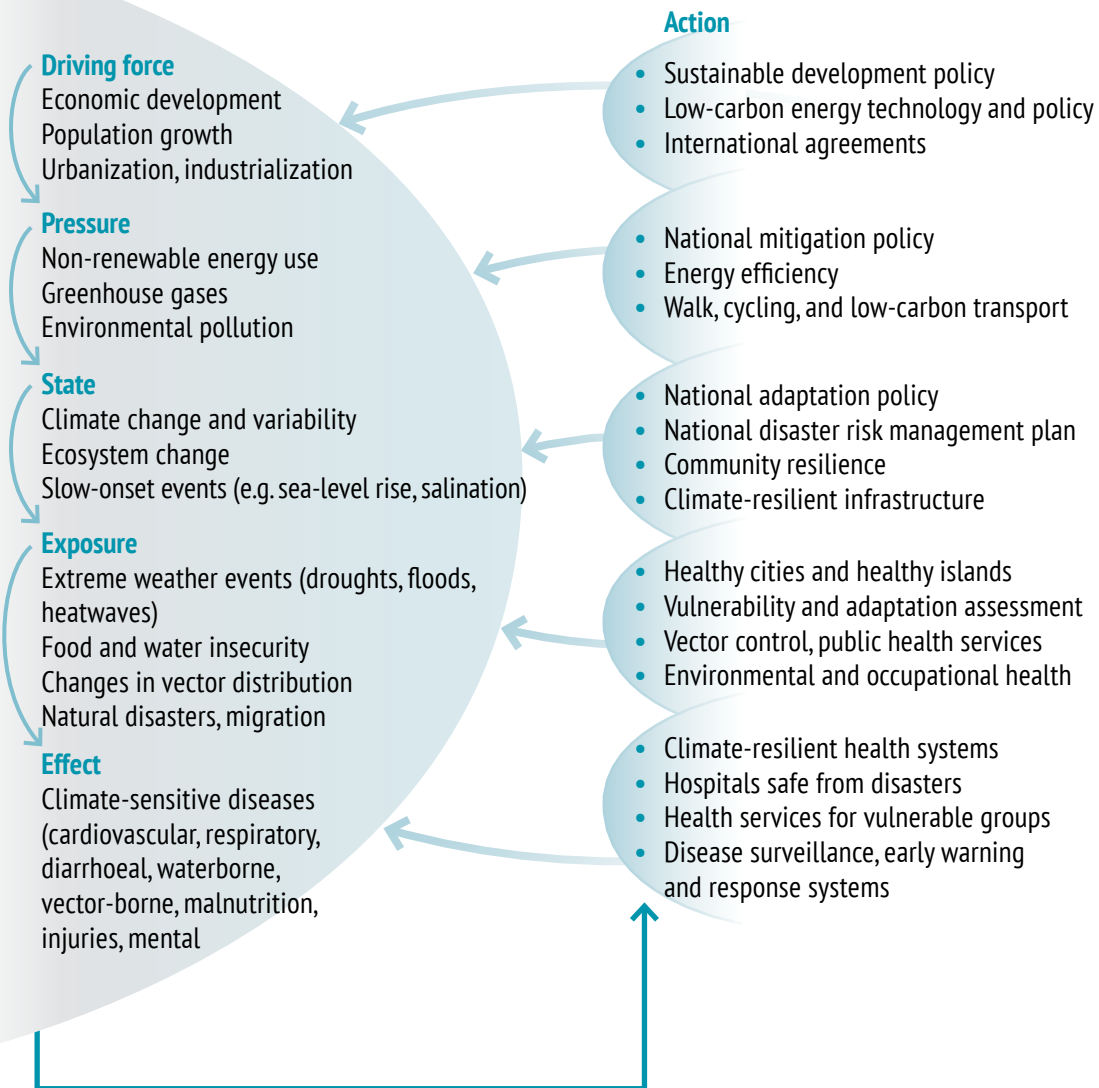 Driving force
Economic development
Population growth
Urbanization, industrialization
Pressure
Non-renewable energy use
Greenhouse gases
Environmental pollution
State
Climate change and variability
Ecosystem change
Slow-onset events (e.g. sea-level rise, salination)
Exposure
Extreme weather events (droughts, floods,
heatwaves)
Food and water insecurity
Changes in vector distribution
Natural disasters, migration
Effect
Climate-sensitive diseases
(cardiovascular, respiratory,
diarrhoeal, waterborne,
vector-borne, malnutrition,
injuries, mental
Action
• Sustainable development policy
• Low-carbon energy technology and policy
• International agreements
• National mitigation policy
• Energy efficiency
• Walk, cycling, and low-carbon transport
• National adaptation policy
• National disaster risk management plan
• Community resilience
• Climate-resilient infrastructure
• Healthy cities and healthy islands
• Vulnerability and adaptation assessment
• Vector control, public health services
• Environmental and occupational health
• Climate-resilient health systems
• Hospitals safe from disasters
• Health services for vulnerable groups
• Disease surveillance, early warning
and response systems